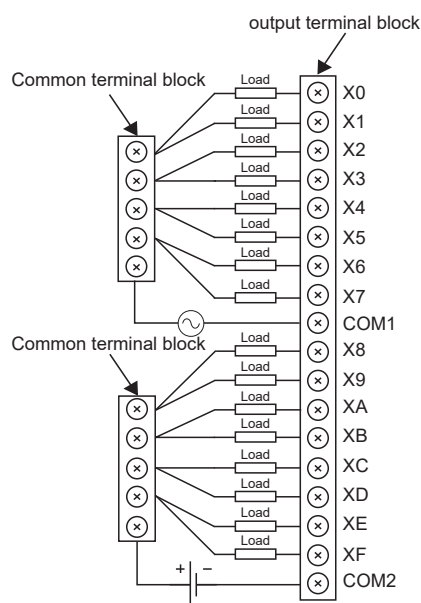 output terminal block
Common terminal block
Load X0
Load X1
Load X2
Load X3
Load X4
Load X5
Load X6
Load X7
COM1
Common terminal block
Load X8
Load X9
Load XA
Load XB
Load XC
Load XD
Load XE
Load XF
+ −
COM2